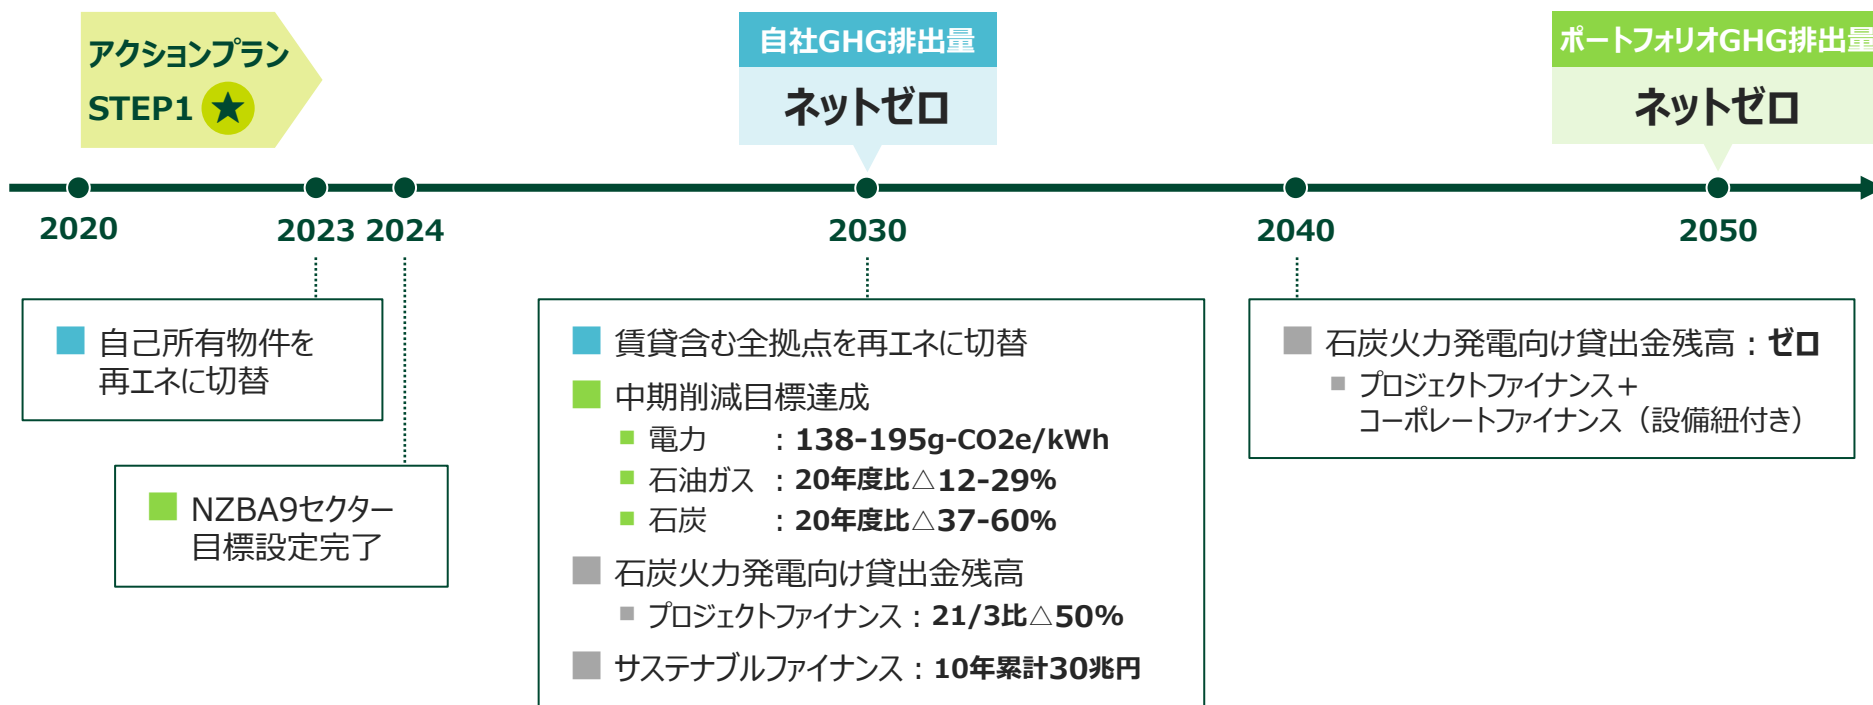 アクションプラン
STEP1
自社GHG排出量
ネットゼロ
ポートフォリオGHG排出量
ネットゼロ
2020
2023
2024
2030
2040
2050
自己所有物件を
再エネに切替
NZBA9セクター
目標設定完了
賃貸含む全拠点を再エネに切替
中期削減目標達成
電力 : 138-195g-CO2e/kWh
石油ガス : 20年度比△12-29%
石炭 : 20年度比△37-60%
石炭火力発電向け貸出金残高
プロジェクトファイナンス : 21/3比△50%
サステナブルファイナンス : 10年累計30兆円
石炭火力発電向け貸出金残高 : ゼロ
プロジェクトファイナンス+
コーポレートファイナンス（設備紐付き）